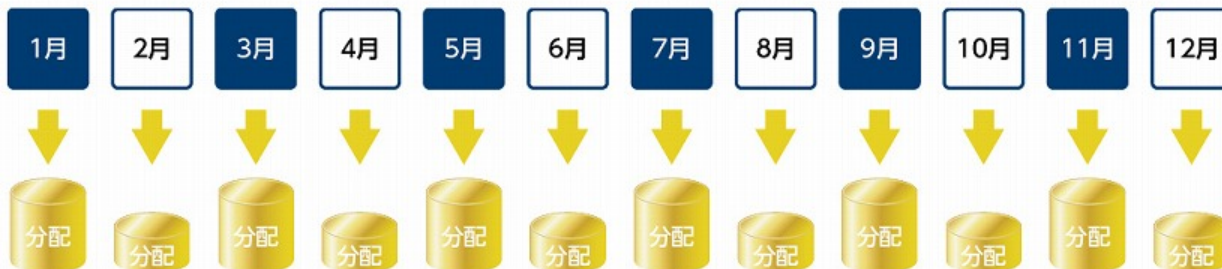 1月 2月 3月 4月 5月 6月 7月 8月 9月 10月 11月 12月
分配 分配 分配 分配 分配 分配 分配 分配 分配 分配 分配 分配